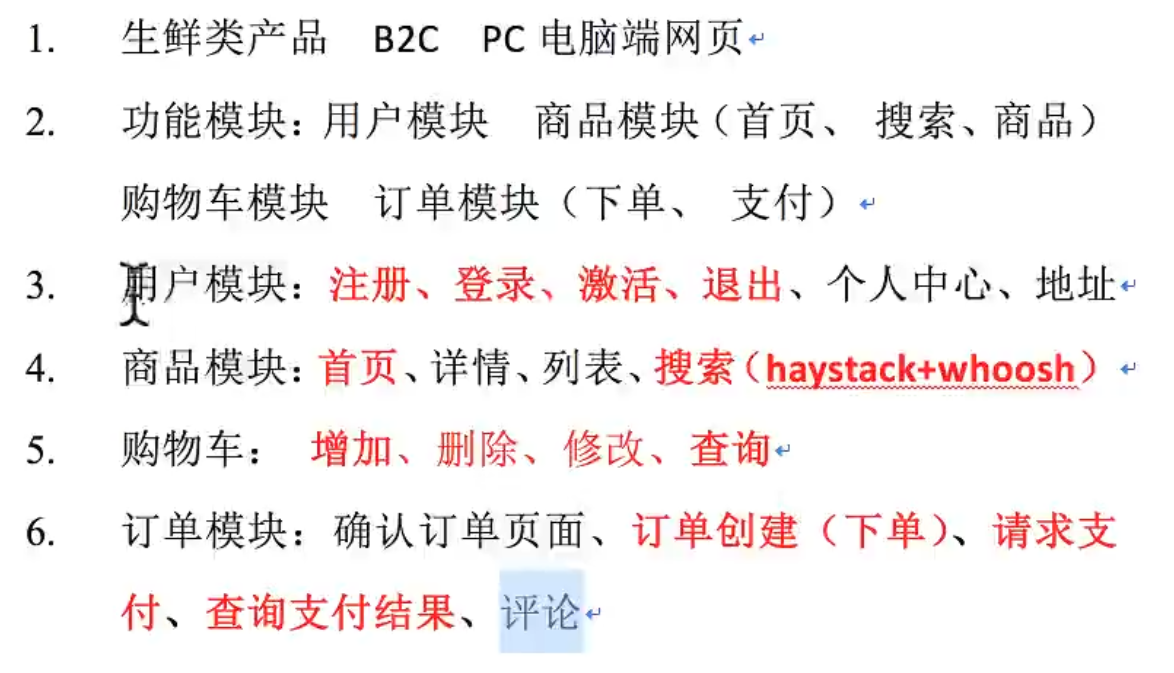 1. 生鲜类产品 B2C PC 电脑端网页
2. 功能模块：用户模块 商品模块（首页、 搜索、商品）
购物车模块 订单模块（下单、 支付）
3. 用户模块：注册、登录、激活、退出、个人中心、地址
4. 商品模块：首页、详情、列表、搜索（haystack+whoosh）
5. 购物车： 增加、删除、修改、查询
6. 订单模块：确认订单页面、订单创建（下单）、请求支
付、查询支付结果、评论